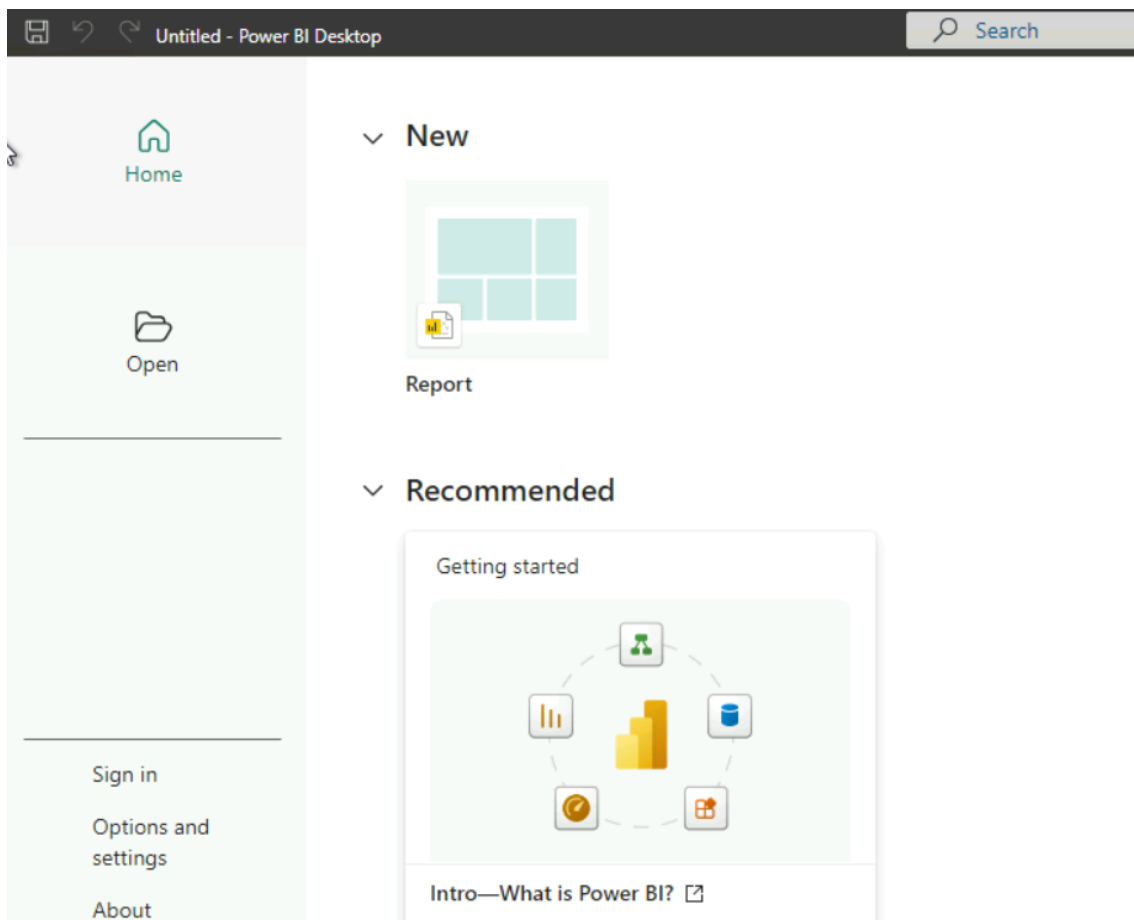 Untitled - Power BI Desktop
Search
Home
Open
Sign in
Options and
settings
About
New
Report
Recommended
Getting started
Intro—What is Power BI?